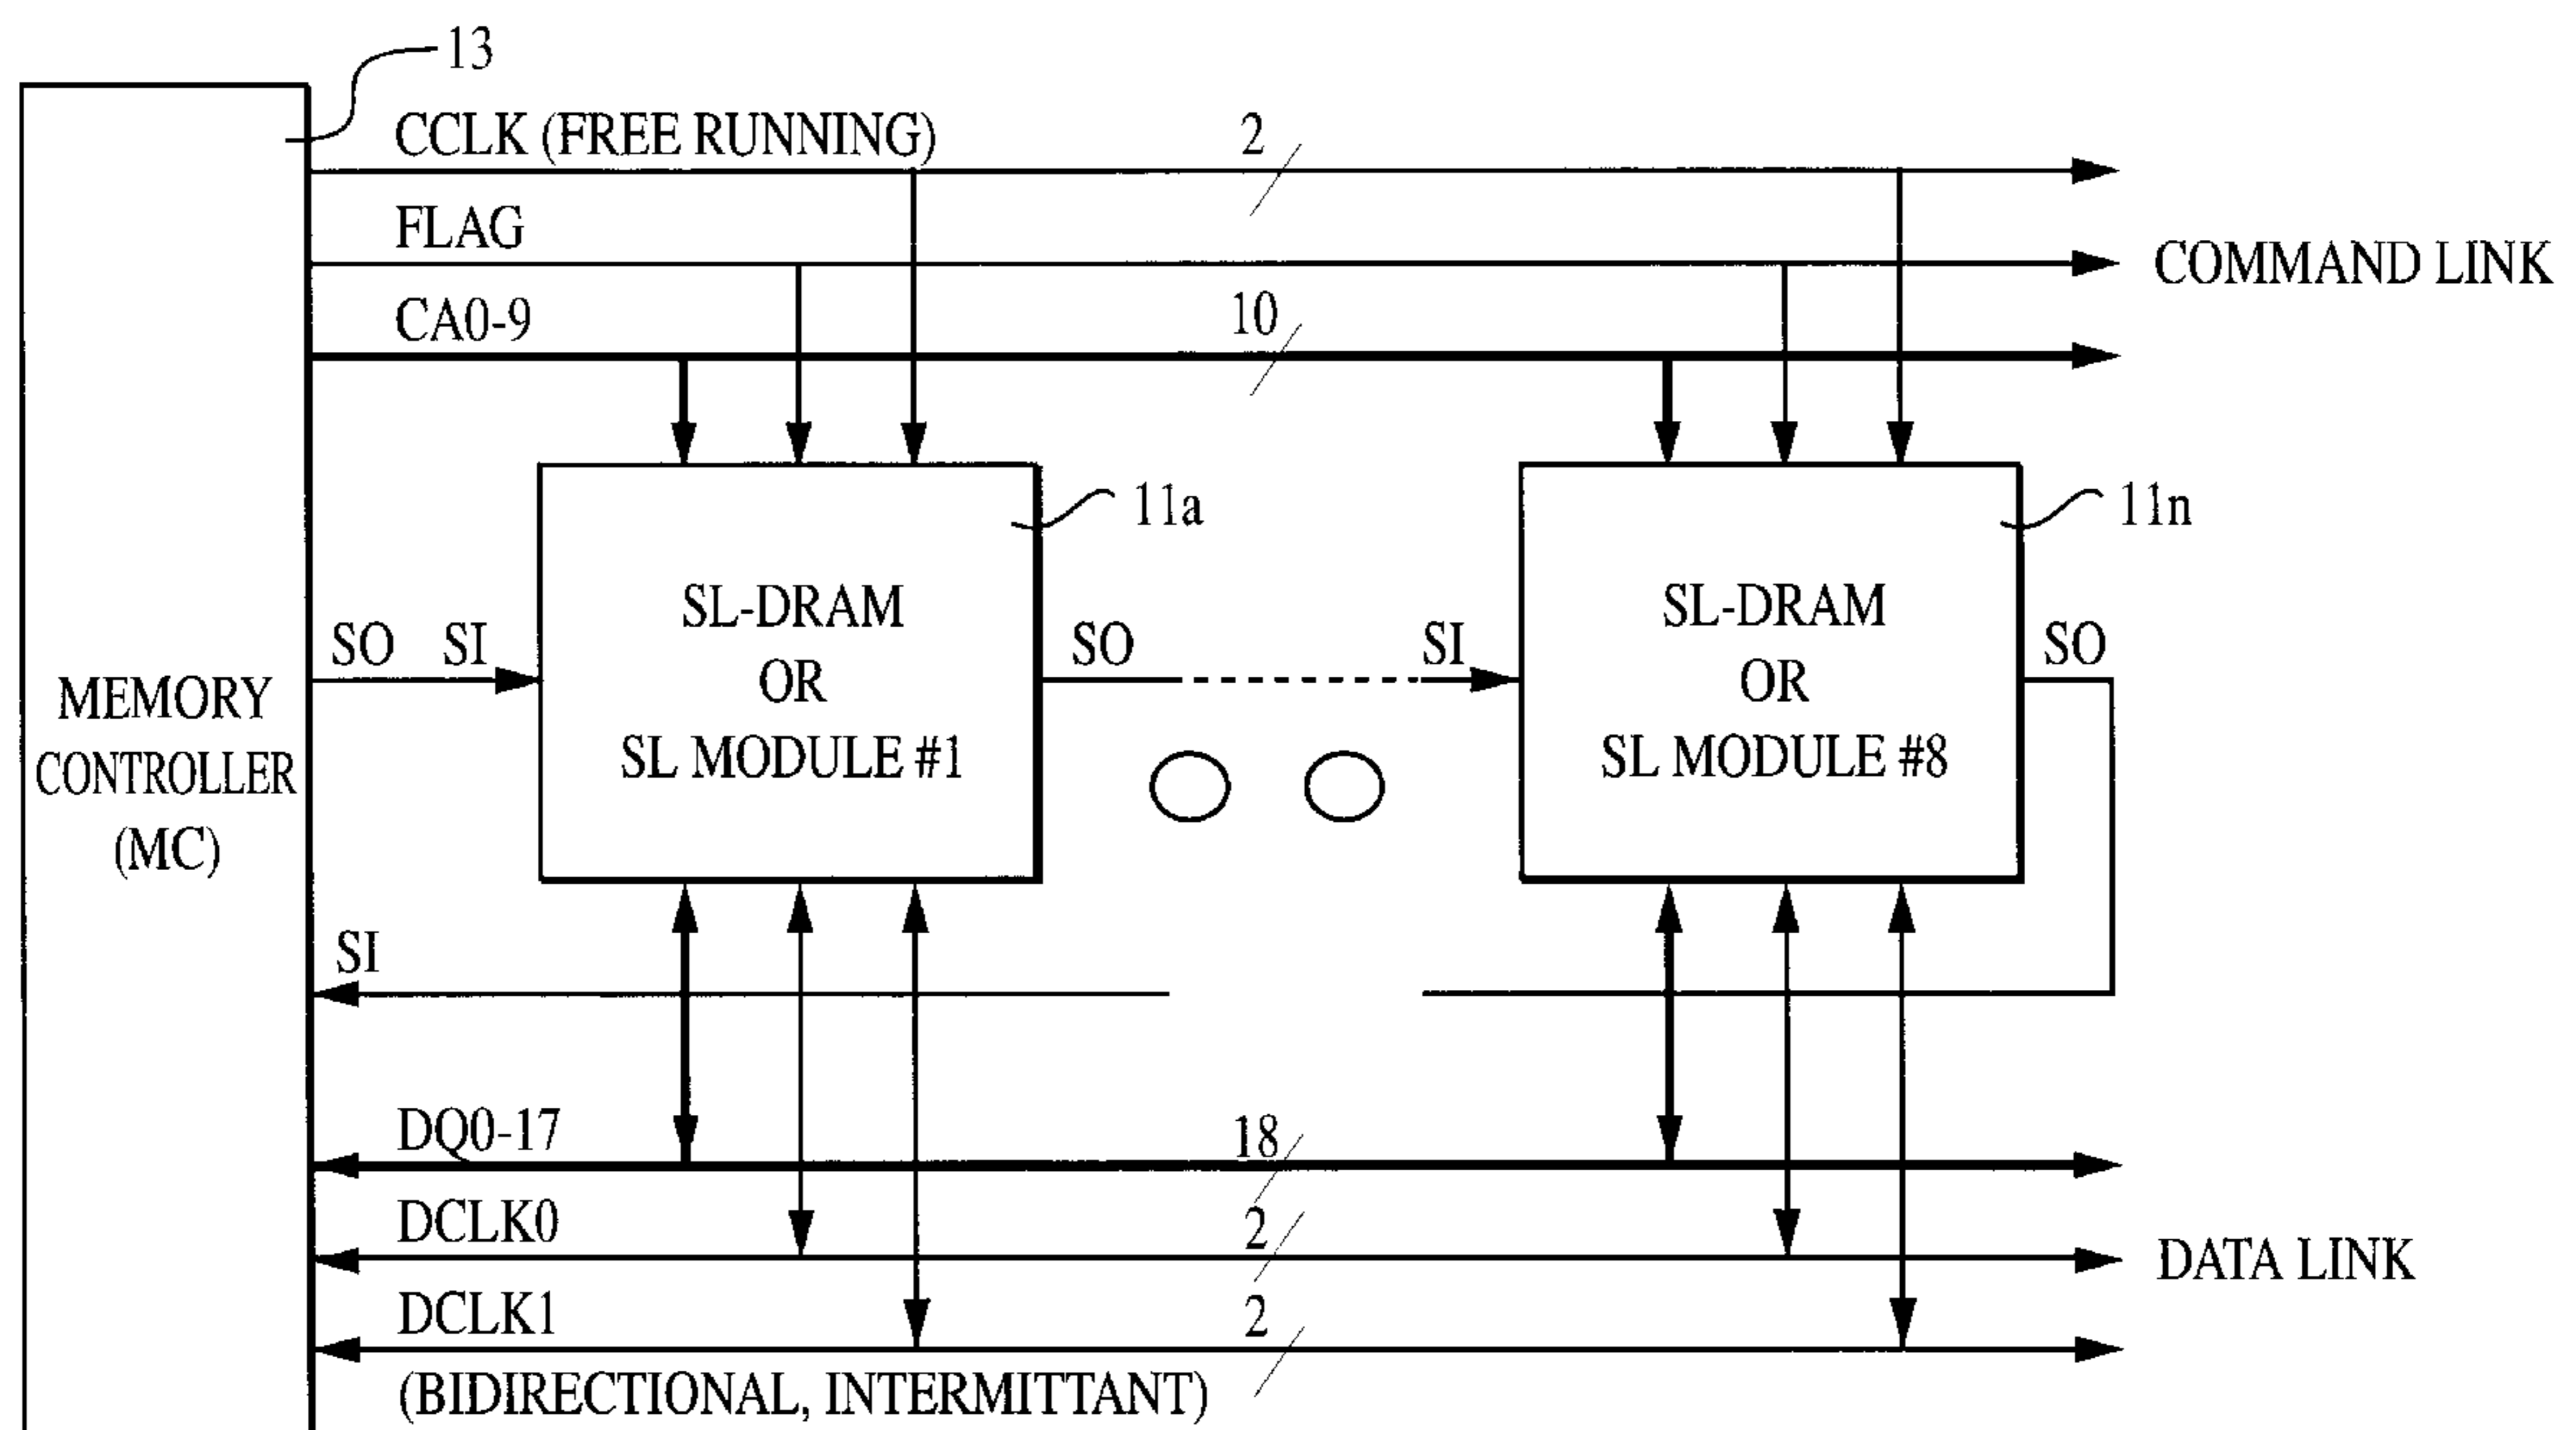 13
CCLK (FREE RUNNING)
2
FLAG
COMMAND LINK
CA0-9
10
11a
11n
SL-DRAM
OR
SL MODULE #1
SL-DRAM
OR
SL MODULE #8
SO
SI
SO
SI
SO
MEMORY
CONTROLLER
(MC)
SI
DQ0-17
18
DCLK0
2
DATA LINK
DCLK1
2
(BIDIRECTIONAL, INTERMITTANT)